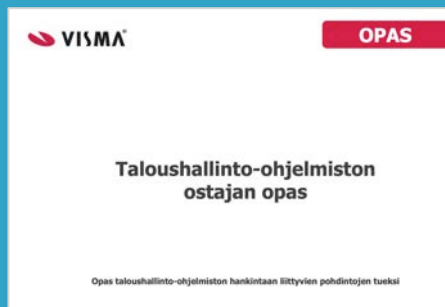 VISMA
OPAS
Taloushallinto-ohjelmiston
ostajan opas
Opas taloushallinto-ohjelmiston hankintaan liittyvien pohdintojen tueksi